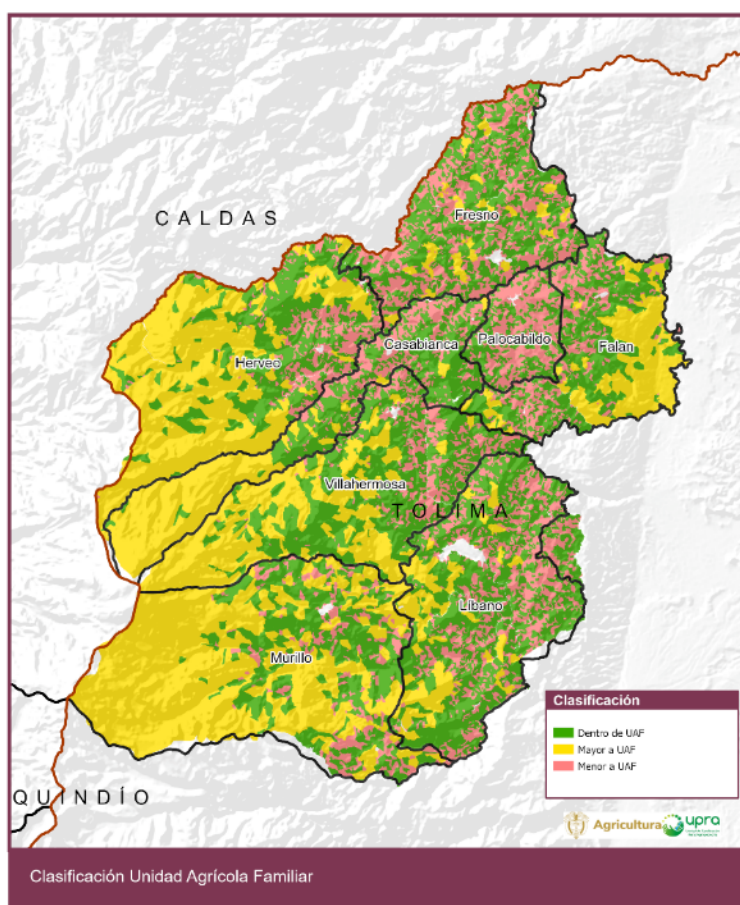 CALDAS
Fresno
Herveo
Casabianca
Palocabildo
Falan
Villahermosa
TOLIMA
Líbano
Murillo
QUINDÍO
Clasificación
Dentro de UAF
Mayor a UAF
Menor a UAF
Agricultura upra
Clasificación Unidad Agrícola Familiar